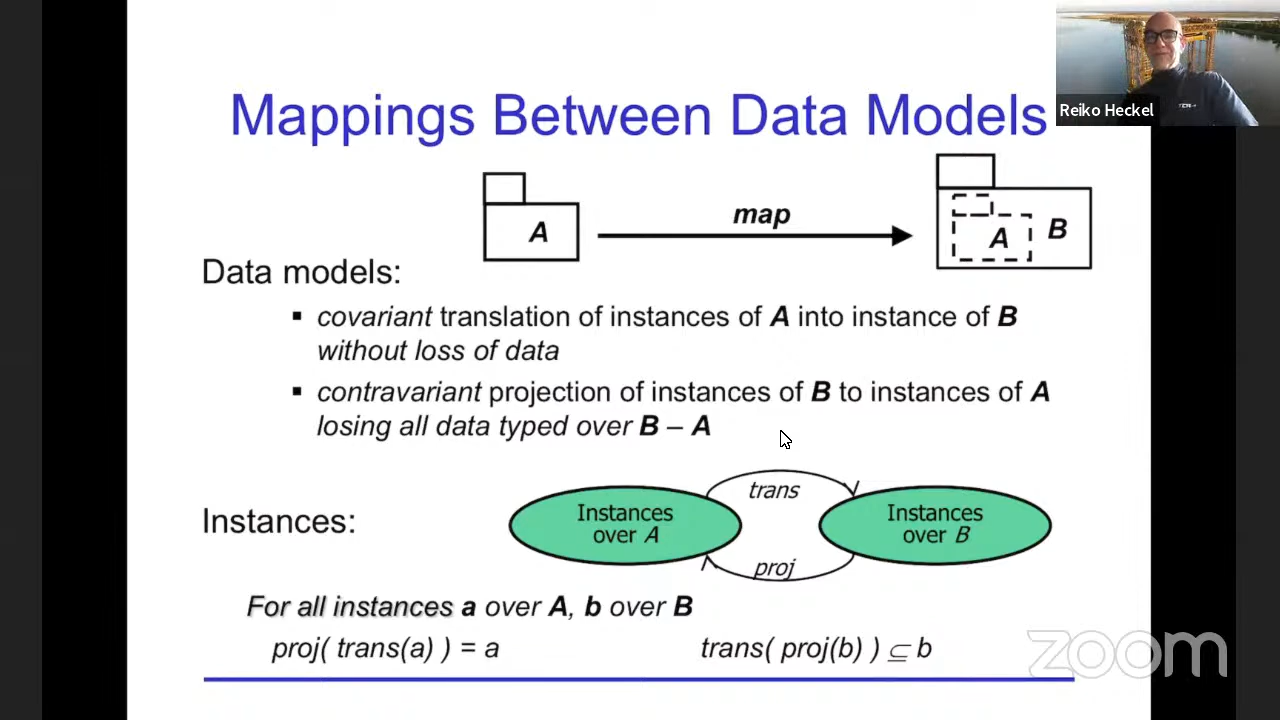 Reiko Heckel
Mappings Between Data Models
map
A
A
B
Data models:
▪ covariant translation of instances of A into instance of B
without loss of data
▪ contravariant projection of instances of B to instances of A
losing all data typed over B – A
trans
Instances:
Instances
over A
Instances
over B
proj
For all instances a over A, b over B
proj( trans(a) ) = a
trans( proj(b) ) ⊆ b
zoom